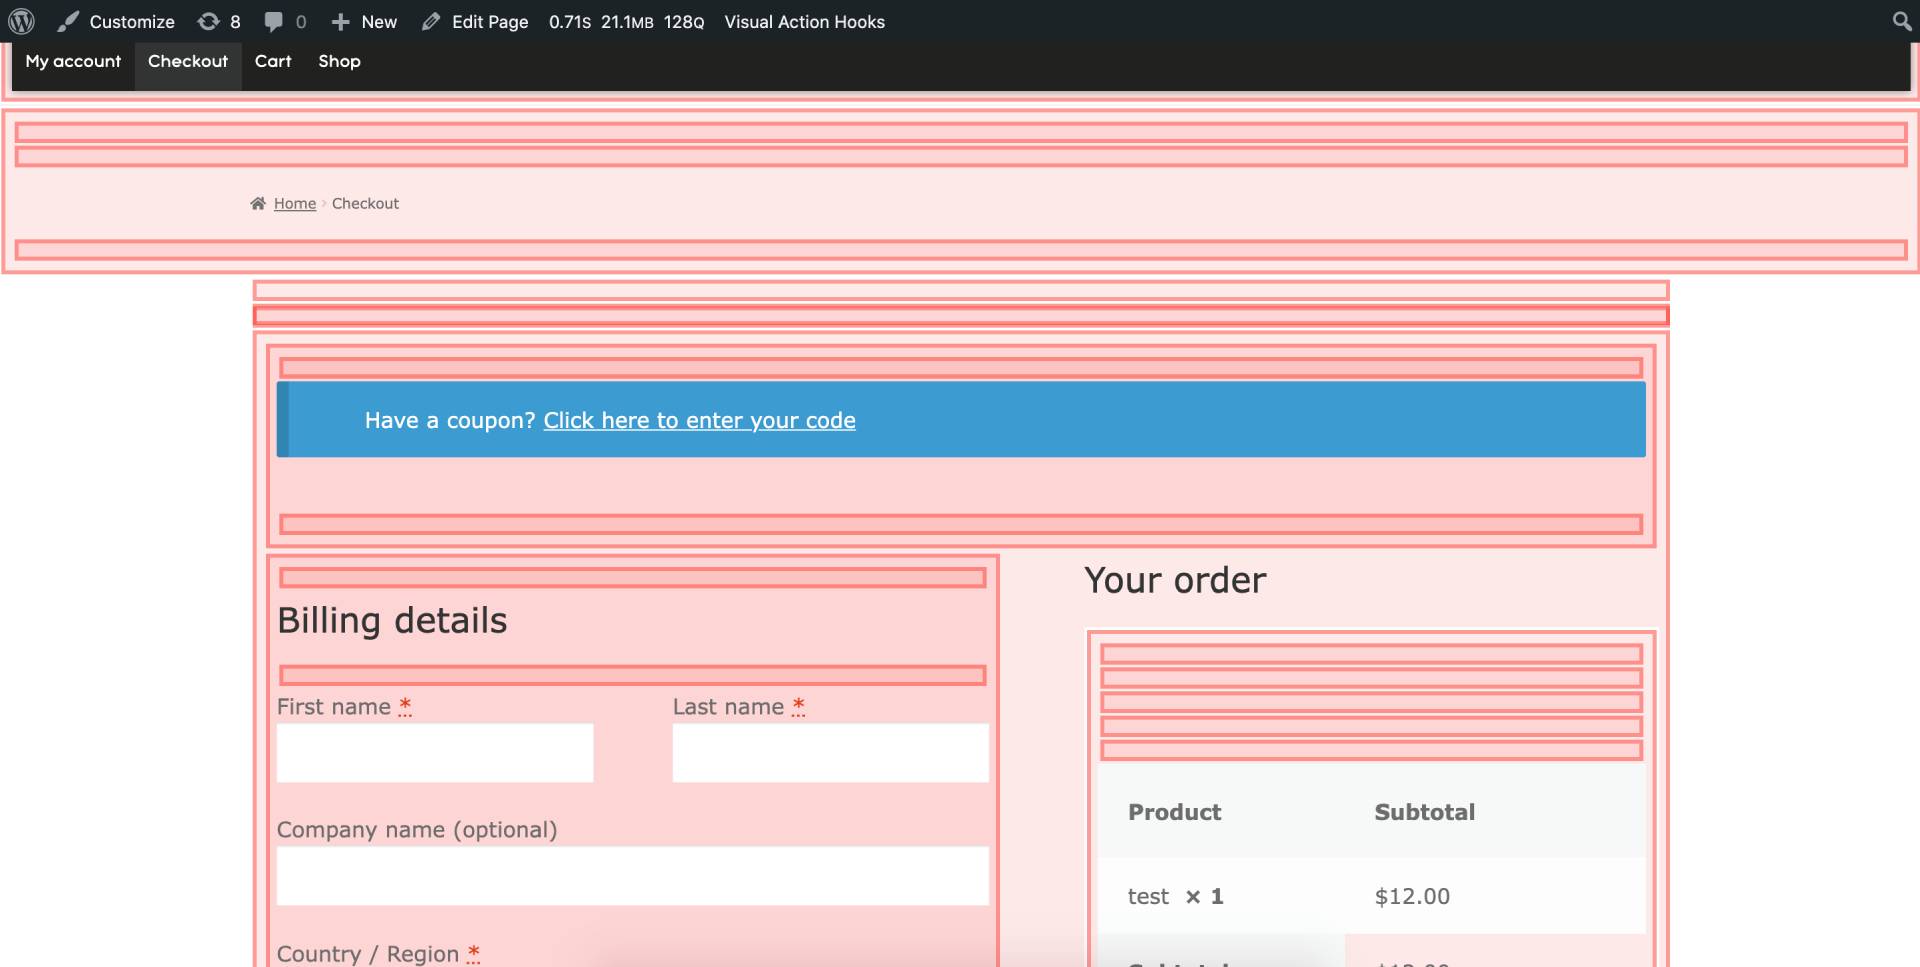 Customize 8 0 New Edit Page 0.71S 21.1MB 128Q Visual Action Hooks
My account Checkout Cart Shop
Home › Checkout
Have a coupon? Click here to enter your code
Your order
Billing details
First name *
Last name *
Company name (optional)
Product Subtotal
test × 1 $12.00
Country / Region *